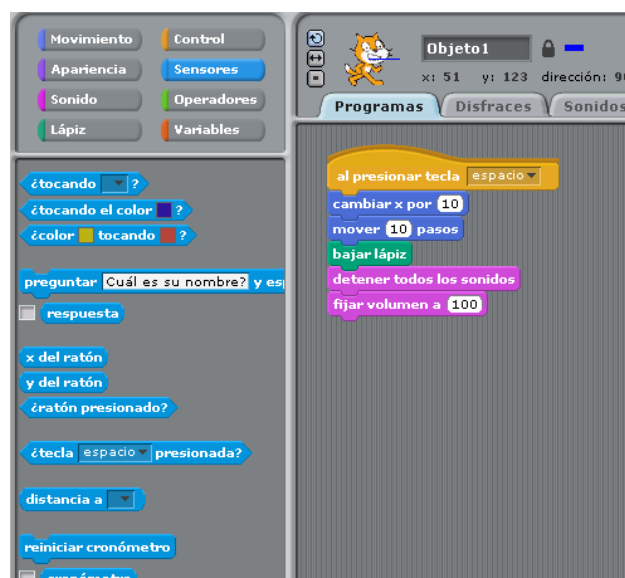 Movimiento Control
Apariencia Sensores
Sonido Operadores
Lápiz Variables
¿tocando ?
¿tocando el color ?
¿color tocando ?
preguntar Cuál es su nombre? y es
respuesta
x del ratón
y del ratón
¿ratón presionado?
¿tecla espacio presionada?
distancia a
reiniciar cronómetro
Objeto1
x: 51 y: 123 dirección: 9
Programas Disfraces Sonidos
al presionar tecla espacio
cambiar x por 10
mover 10 pasos
bajar lápiz
detener todos los sonidos
fijar volumen a 100